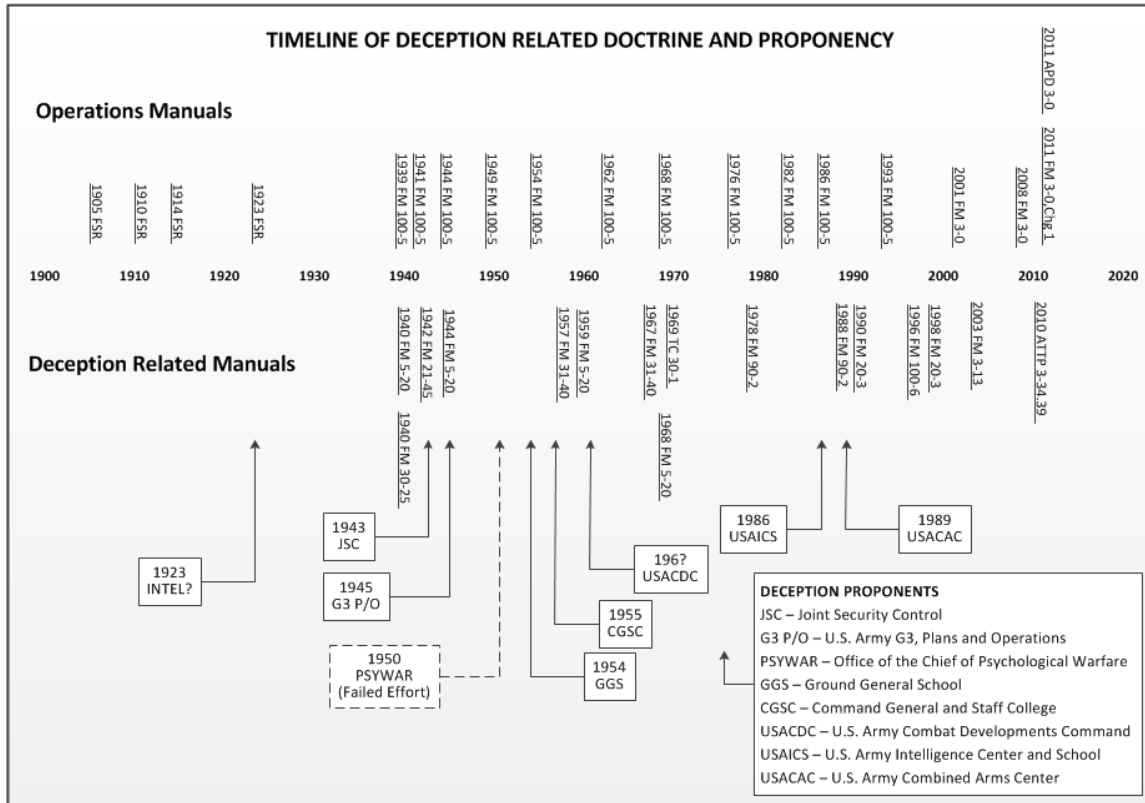 TIMELINE OF DECEPTION RELATED DOCTRINE AND PROPONENCY
Operations Manuals
1905 FSR
1910 FSR
1914 FSR
1923 FSR
1939 FM 100-5
1941 FM 100-5
1944 FM 100-5
1949 FM 100-5
1954 FM 100-5
1962 FM 100-5
1968 FM 100-5
1976 FM 100-5
1982 FM 100-5
1986 FM 100-5
1993 FM 100-5
2001 FM 3-0
2008 FM 3-0
2011 APD 3-0
2011 FM 3-0,Chg 1
1900 1910 1920 1930 1940 1950 1960 1970 1980 1990 2000 2010 2020
Deception Related Manuals
1940 FM 5-20
1942 FM 21-45
1944 FM 5-20
1957 FM 31-40
1959 FM 5-20
1967 FM 31-40
1969 TC 30-1
1978 FM 90-2
1988 FM 90-2
1990 FM 20-3
1996 FM 100-6
1998 FM 20-3
2003 FM 3-13
2010 ATTP 3-34.39
1940 FM 30-25
1968 FM 5-20
1923
INTEL?
1943
JSC
1945
G3 P/O
1950
PSYWAR
(Failed Effort)
196?
USACDC
1955
CGSC
1954
GGS
1986
USAICS
1989
USACAC
DECEPTION PROPONENTS
JSC – Joint Security Control
G3 P/O – U.S. Army G3, Plans and Operations
PSYWAR – Office of the Chief of Psychological Warfare
GGS – Ground General School
CGSC – Command General and Staff College
USACDC – U.S. Army Combat Developments Command
USAICS – U.S. Army Intelligence Center and School
USACAC – U.S. Army Combined Arms Center